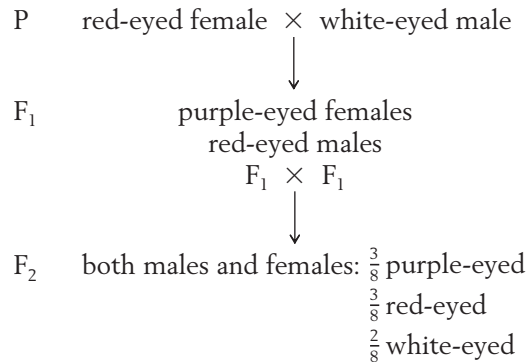 P red-eyed female × white-eyed male
F₁ purple-eyed females
red-eyed males
F₁ × F₁
F₂ both males and females: 3/8 purple-eyed
3/8 red-eyed
2/8 white-eyed